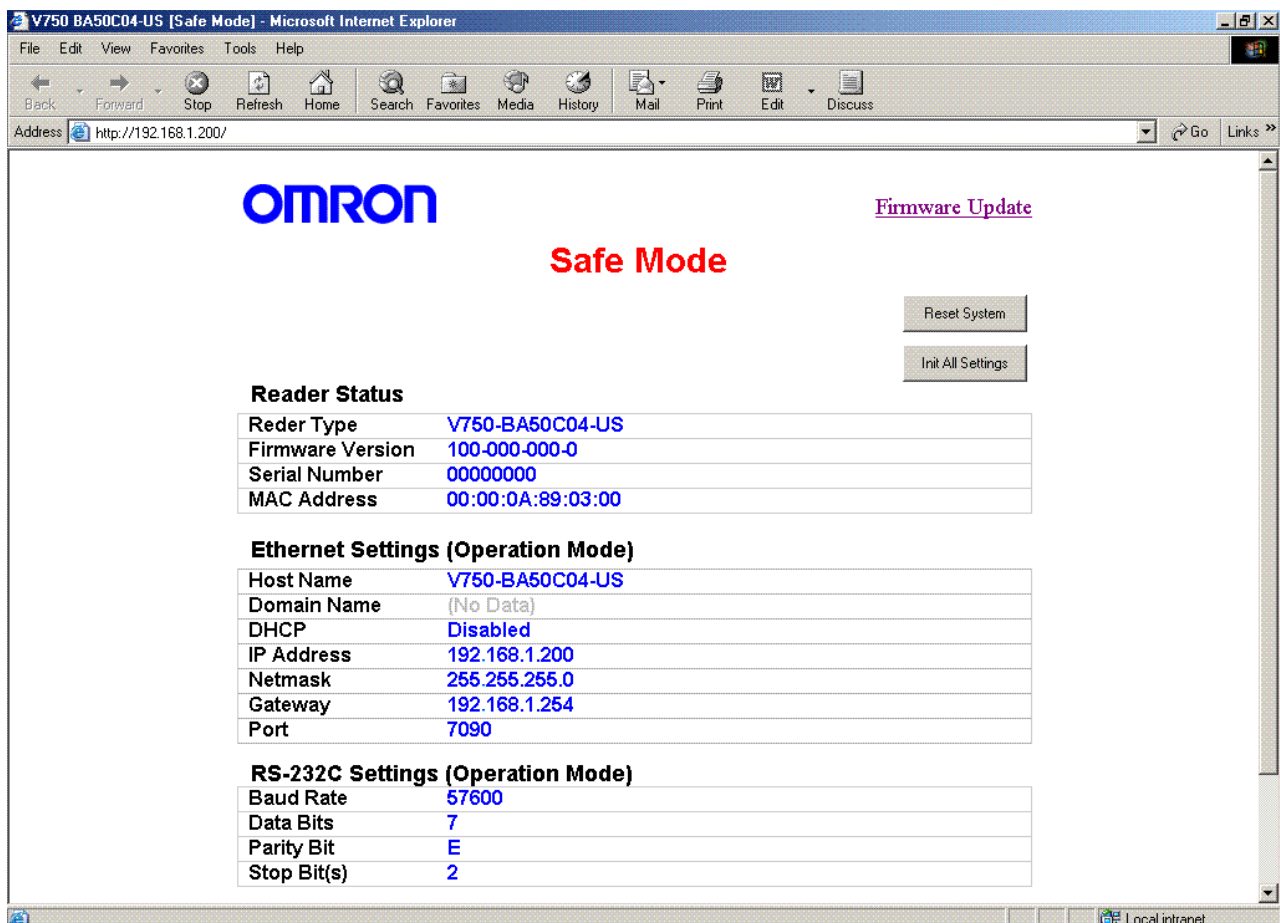 V750 BA50C04-US [Safe Mode] - Microsoft Internet Explorer
File Edit View Favorites Tools Help
Back Forward Stop Refresh Home Search Favorites Media History Mail Print Edit Discuss
Address http://192.168.1.200/ Go Links »
OMRON
Firmware Update
Safe Mode
Reset System
Init All Settings
Reader Status
Reder Type V750-BA50C04-US
Firmware Version 100-000-000-0
Serial Number 00000000
MAC Address 00:00:0A:89:03:00
Ethernet Settings (Operation Mode)
Host Name V750-BA50C04-US
Domain Name (No Data)
DHCP Disabled
IP Address 192.168.1.200
Netmask 255.255.255.0
Gateway 192.168.1.254
Port 7090
RS-232C Settings (Operation Mode)
Baud Rate 57600
Data Bits 7
Parity Bit E
Stop Bit(s) 2
Local intranet